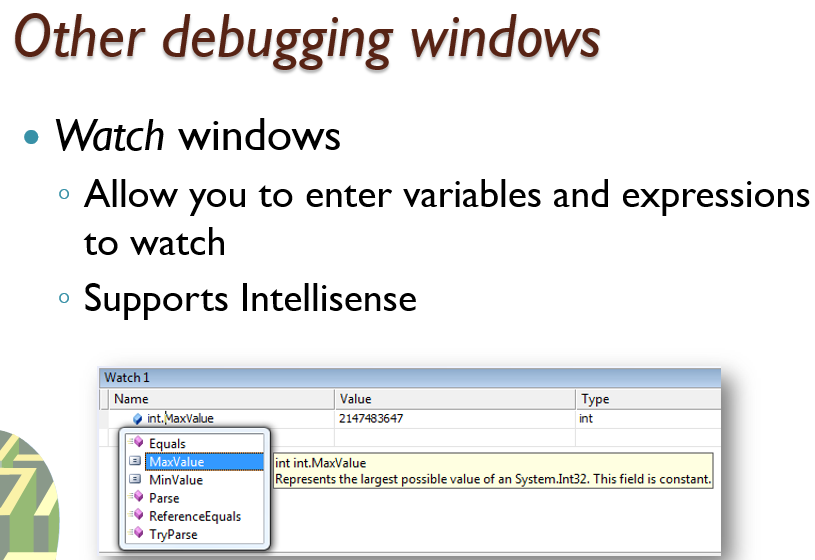 Other debugging windows
Watch windows
Allow you to enter variables and expressions
to watch
Supports Intellisense
Watch 1
Name Value Type
int.MaxValue 2147483647 int
Equals
MaxValue
MinValue
Parse
ReferenceEquals
TryParse
int int.MaxValue
Represents the largest possible value of an System.Int32. This field is constant.